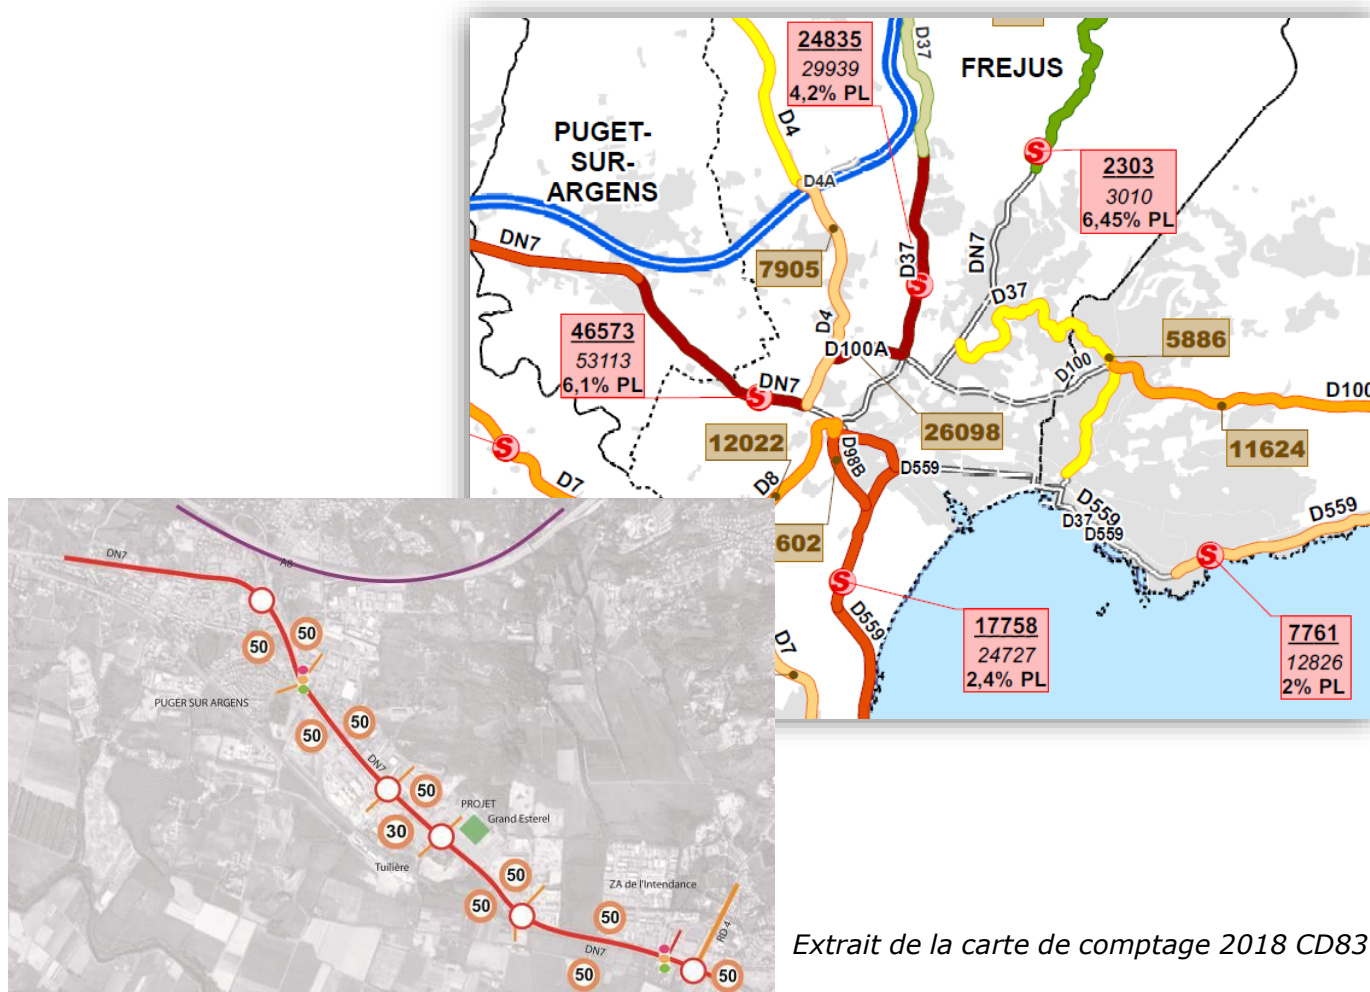 24835
29939
4,2% PL
D37
FREJUS
D4
PUGET-
SUR-
ARGENS
D4A
2303
3010
6,45% PL
DN7
7905
D37
DN7
D37
46573
53113
6,1% PL
D4
D100A
5886
D100
DN7
D100
12022
26098
11624
D98B
D559
D8
D7
D559
D37
D559
D559
602
17758
24727
2,4% PL
D559
7761
12826
2% PL
D7
DN7
A8
50
50
PUGER SUR ARGENS
50
50
DN7
50
PROJET
Grand Esterel
30
Tuilière
50
ZA de l'Intendance
50
50
RD 4
DN7
50
50
Extrait de la carte de comptage 2018 CD83